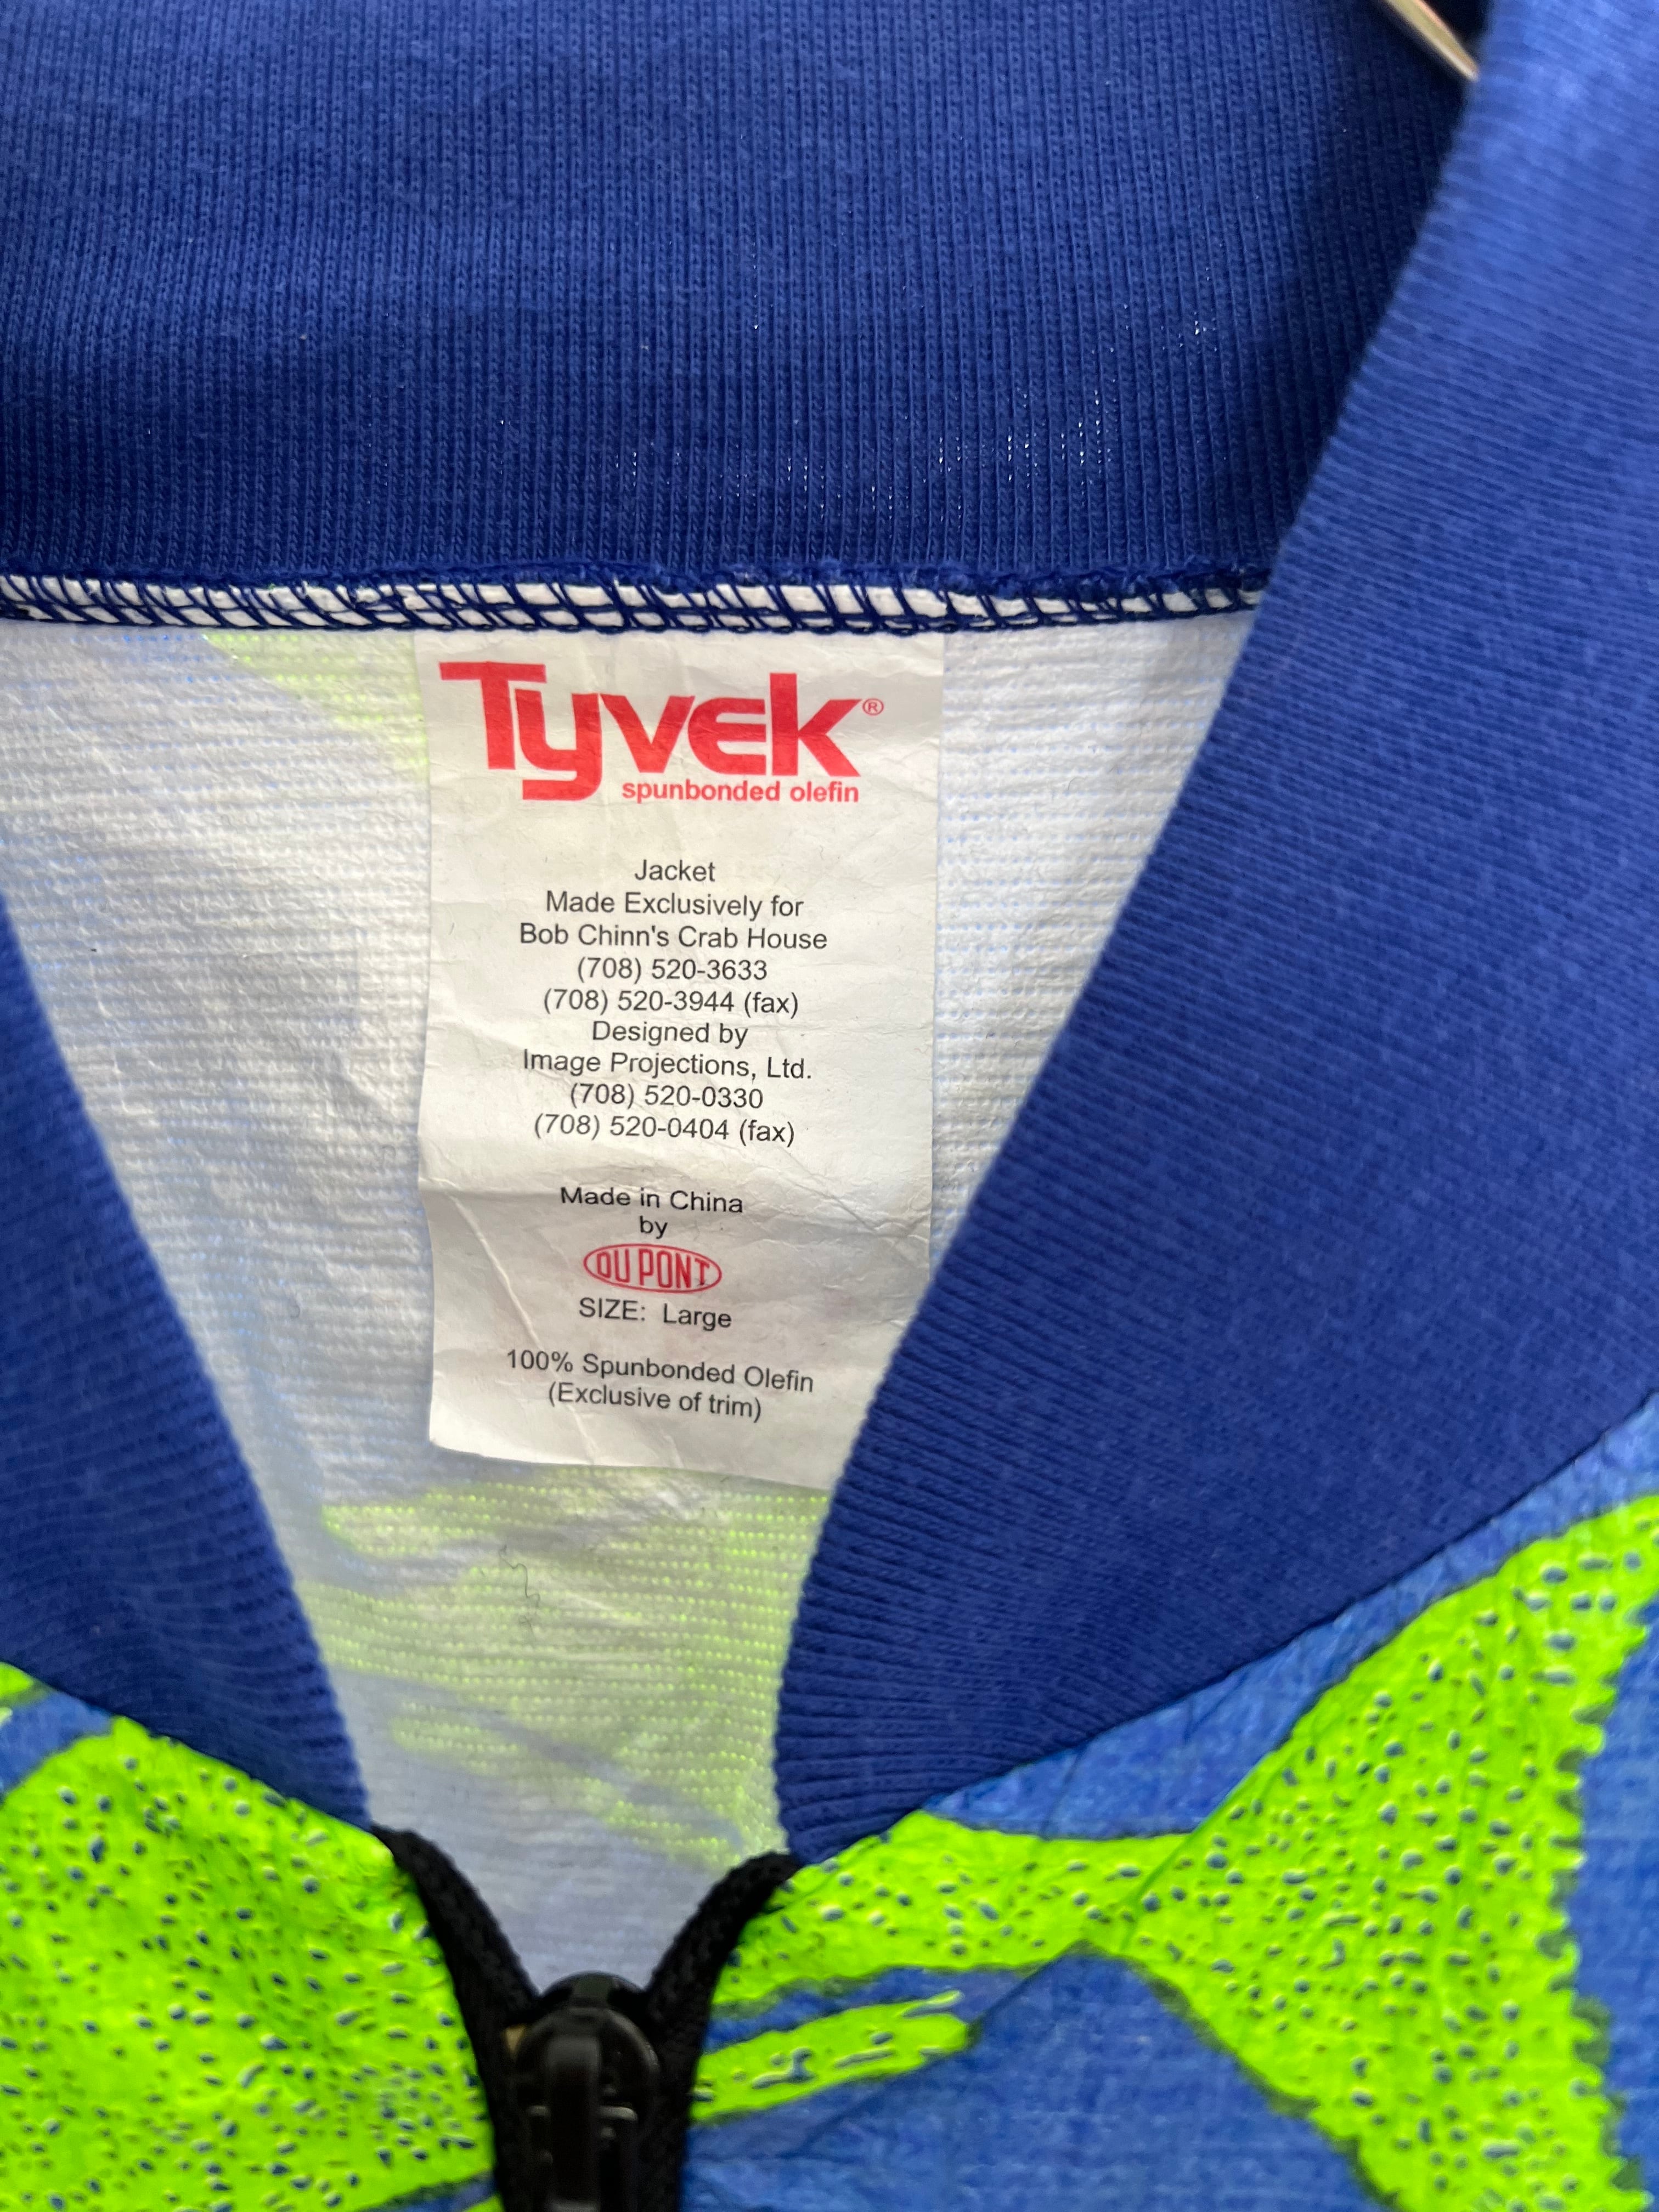 Tyvek®
spunbonded olefin
Jacket
Made Exclusively for
Bob Chinn's Crab House
(708) 520-3633
(708) 520-3944 (fax)
Designed by
Image Projections, Ltd.
(708) 520-0330
(708) 520-0404 (fax)
Made in China
by
DU PONT
SIZE: Large
100% Spunbonded Olefin
(Exclusive of trim)